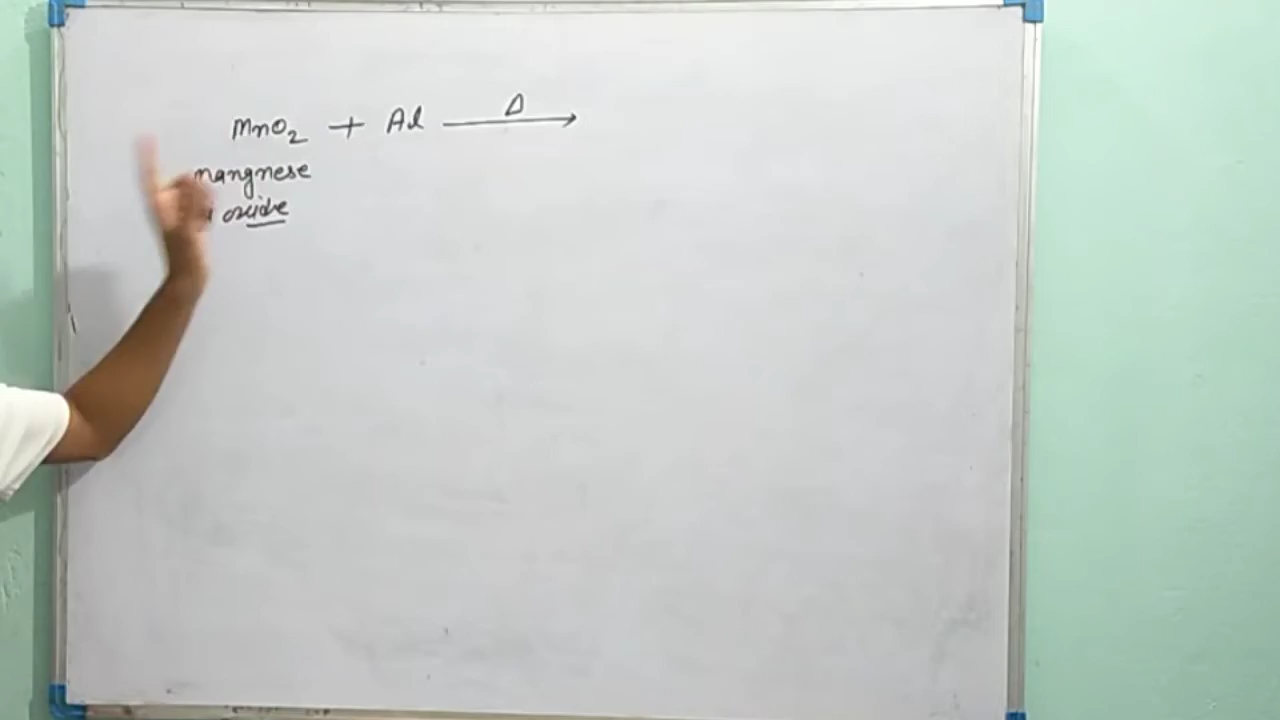 MnO₂ + Al —Δ→
mangnese
oxide